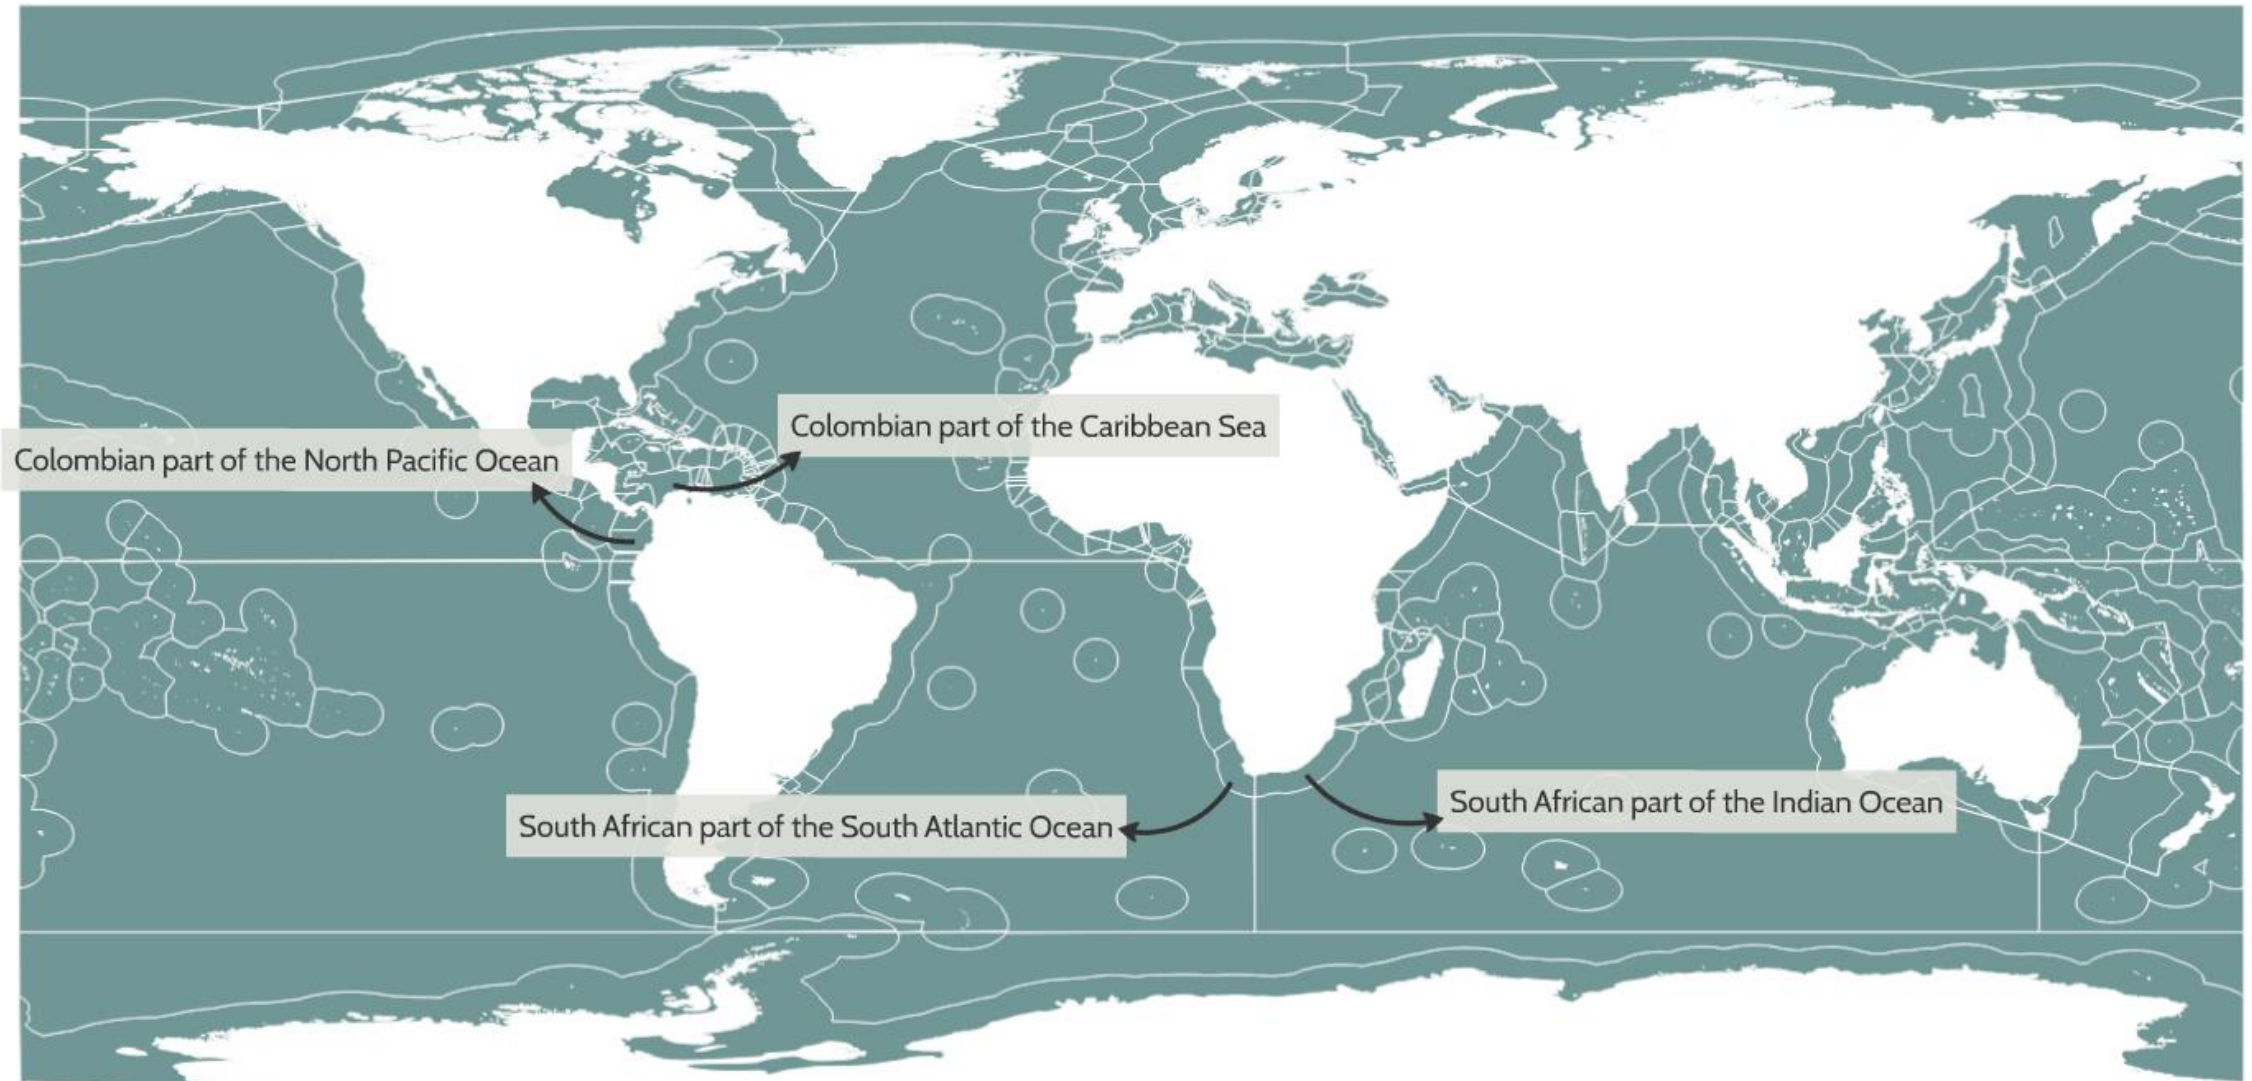 Colombian part of the Caribbean Sea
Colombian part of the North Pacific Ocean
South African part of the Indian Ocean
South African part of the South Atlantic Ocean